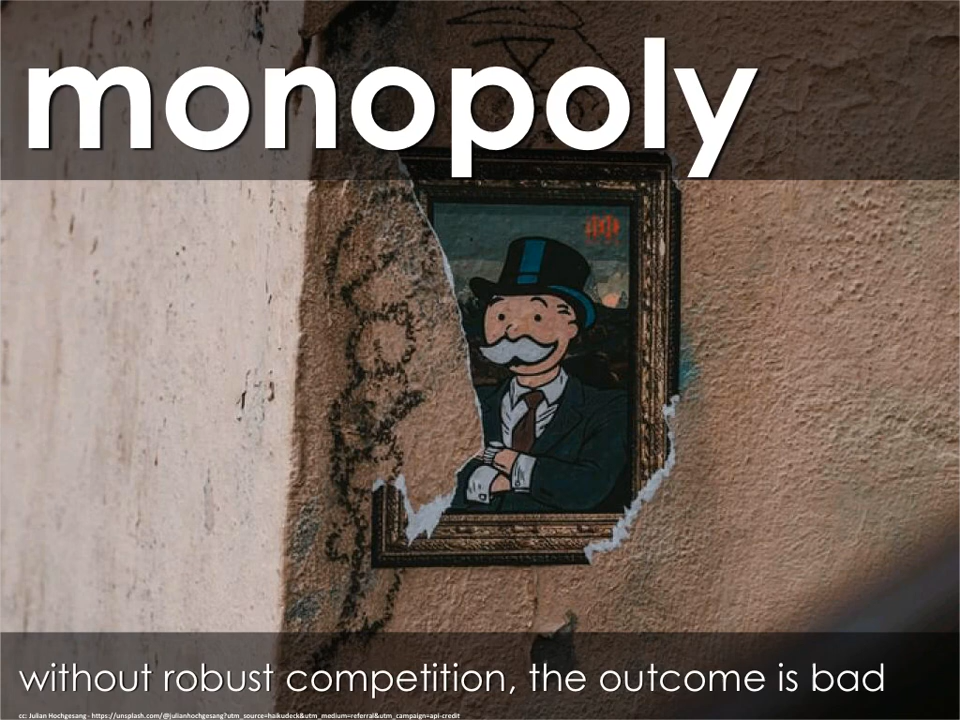 monopoly
without robust competition, the outcome is bad
cc: Julian Hochgesang - https://unsplash.com/@julianhochgesang?utm_source=haikudeck&utm_medium=referral&utm_campaign=api-credit